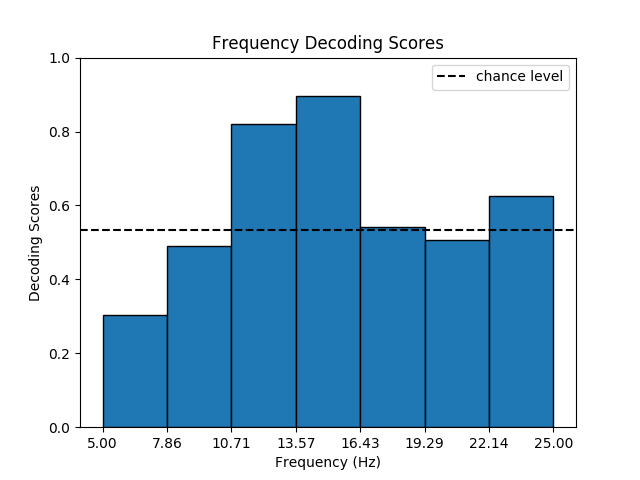 Frequency Decoding Scores
chance level
1.0
0.8
0.6
0.4
0.2
0.0
Decoding Scores
5.00 7.86 10.71 13.57 16.43 19.29 22.14 25.00
Frequency (Hz)